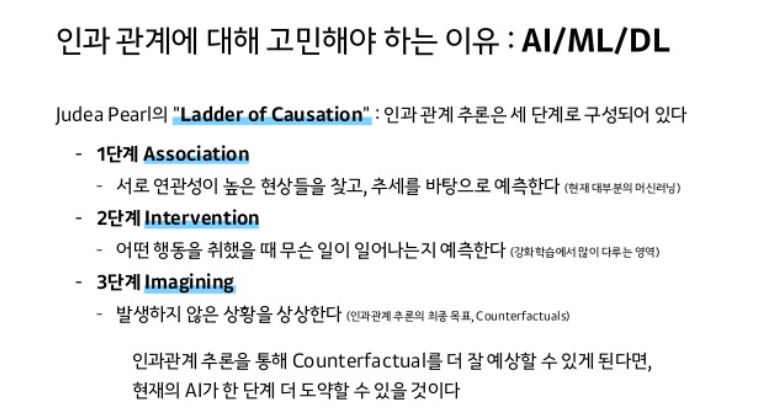 인과 관계에 대해 고민해야 하는 이유 : AI/ML/DL
Judea Pearl의 "Ladder of Causation" : 인과 관계 추론은 세 단계로 구성되어 있다
- 1단계 Association
- 서로 연관성이 높은 현상들을 찾고, 추세를 바탕으로 예측한다 (현재 대부분의 머신러닝)
- 2단계 Intervention
- 어떤 행동을 취했을 때 무슨 일이 일어나는지 예측한다 (강화학습에서 많이 다루는 영역)
- 3단계 Imagining
- 발생하지 않은 상황을 상상한다 (인과관계 추론의 최종 목표, Counterfactuals)
인과관계 추론을 통해 Counterfactual를 더 잘 예상할 수 있게 된다면,
현재의 AI가 한 단계 더 도약할 수 있을 것이다